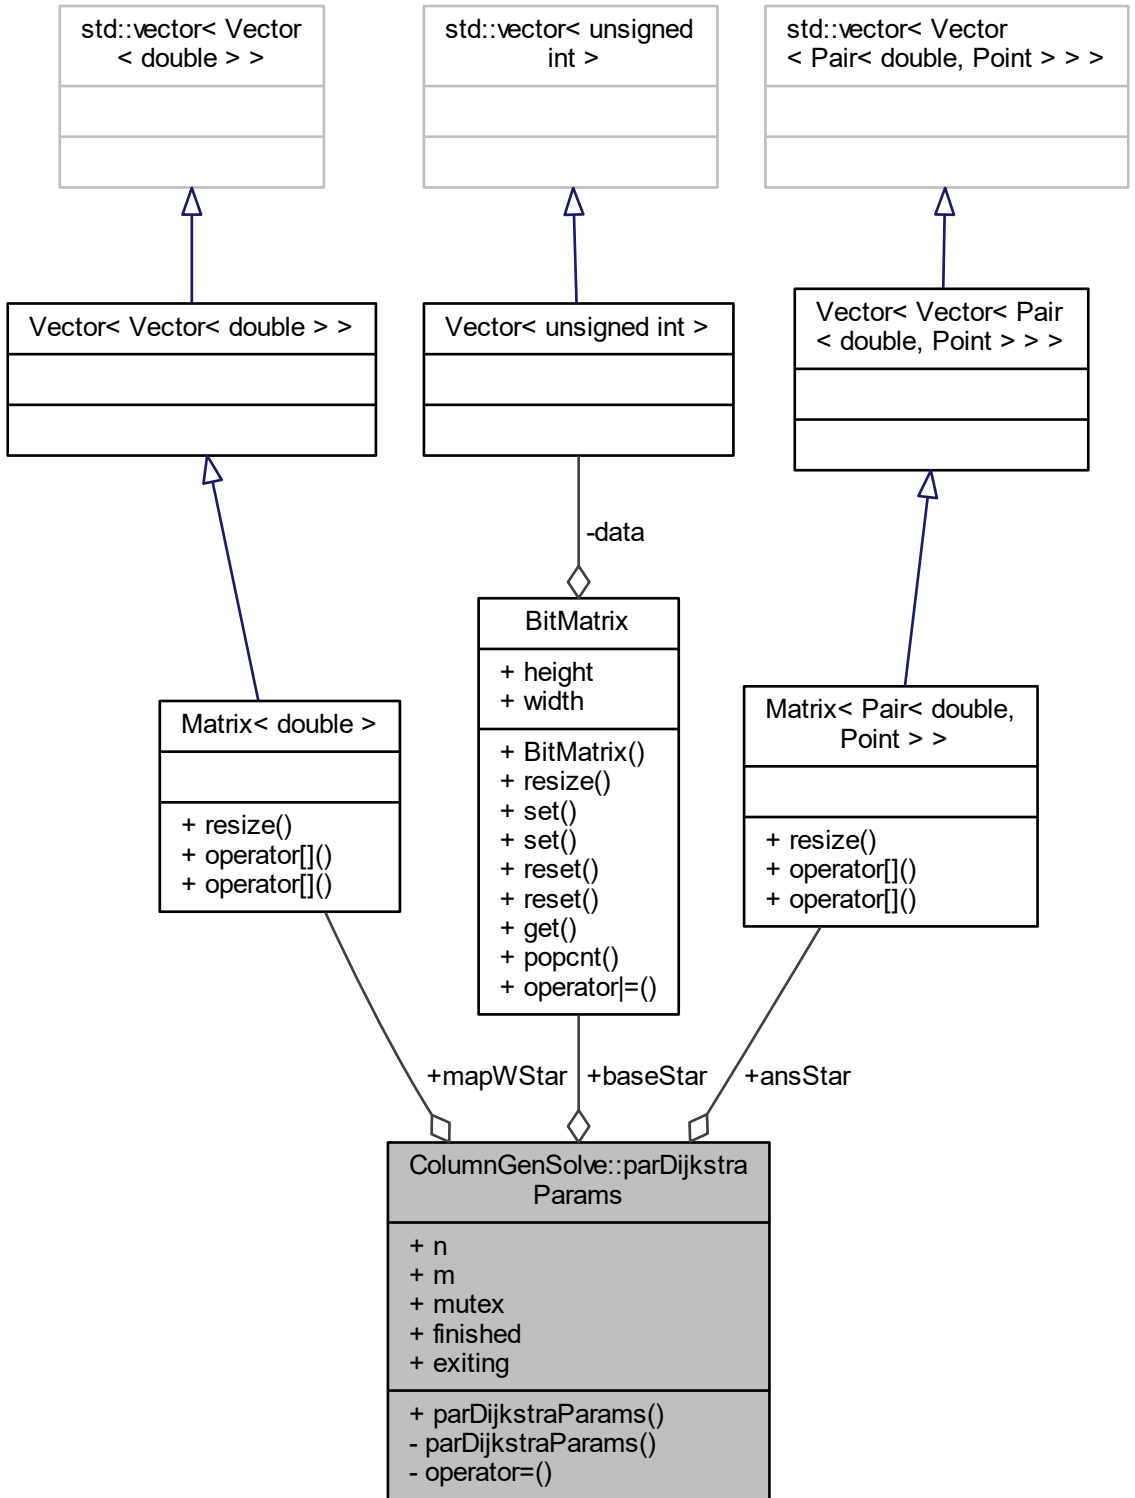 std::vector< Vector
< double > >
std::vector< unsigned
int >
std::vector< Vector
< Pair< double, Point > > >
Vector< Vector< double > >
Vector< unsigned int >
Vector< Vector< Pair
< double, Point > > >
-data
Matrix< double >
+ resize()
+ operator[]()
+ operator[]()
BitMatrix
+ height
+ width
+ BitMatrix()
+ resize()
+ set()
+ set()
+ reset()
+ reset()
+ get()
+ popcnt()
+ operator|=()
Matrix< Pair< double,
Point > >
+ resize()
+ operator[]()
+ operator[]()
+mapWStar
+baseStar
+ansStar
ColumnGenSolve::parDijkstra
Params
+ n
+ m
+ mutex
+ finished
+ exiting
+ parDijkstraParams()
- parDijkstraParams()
- operator=()